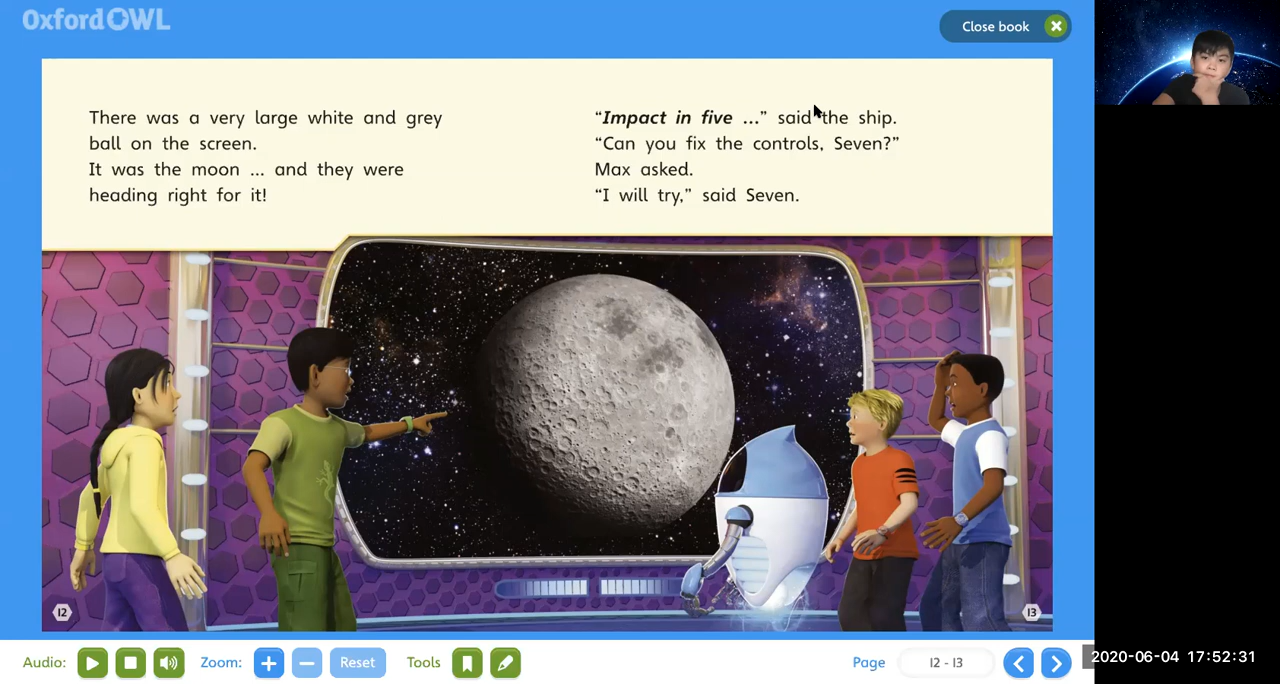 Oxford OWL
Close book
There was a very large white and grey
ball on the screen.
It was the moon ... and they were
heading right for it!
“Impact in five ...” said the ship.
“Can you fix the controls, Seven?”
Max asked.
“I will try,” said Seven.
12
13
Audio:
Zoom:
Reset
Tools
Page
12 - 13
2020-06-04 17:52:31